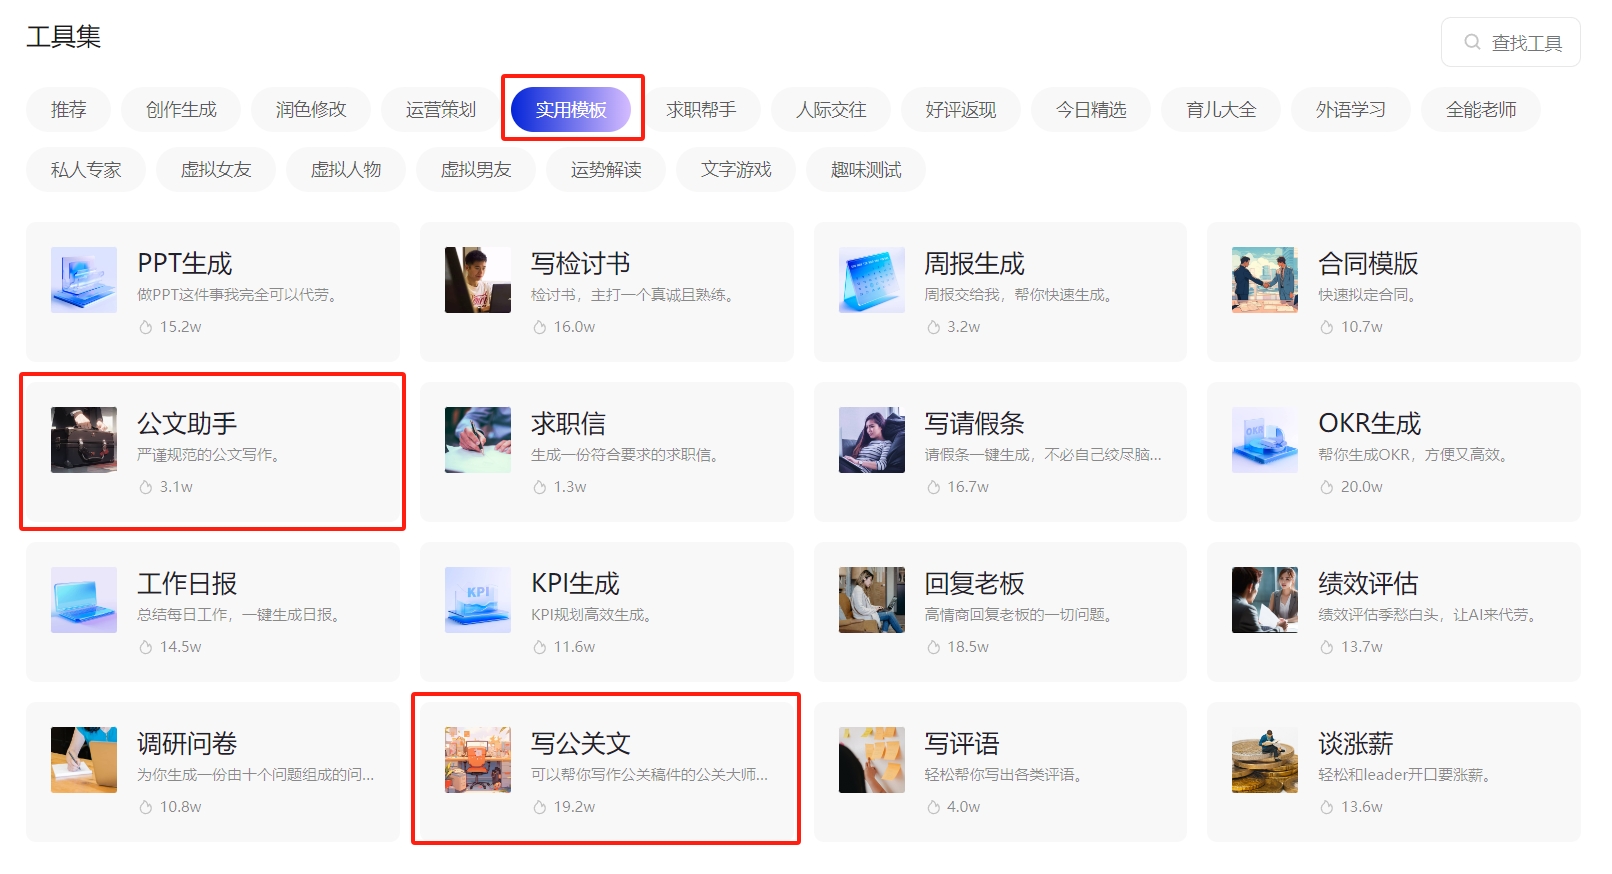 工具集
查找工具
推荐 创作生成 润色修改 运营策划 实用模板 求职帮手 人际交往 好评返现 今日精选 育儿大全 外语学习 全能老师
私人专家 虚拟女友 虚拟人物 虚拟男友 运势解读 文字游戏 趣味测试
PPT生成
做PPT这件事我完全可以代劳。
15.2w
写检讨书
检讨书，主打一个真诚且熟练。
16.0w
周报生成
周报交给我，帮你快速生成。
3.2w
合同模版
快速拟定合同。
10.7w
公文助手
严谨规范的公文写作。
3.1w
求职信
生成一份符合要求的求职信。
1.3w
写请假条
请假条一键生成，不必自己绞尽脑...
16.7w
OKR
OKR生成
帮你生成OKR，方便又高效。
20.0w
工作日报
总结每日工作，一键生成日报。
14.5w
KPI
KPI生成
KPI规划高效生成。
11.6w
回复老板
高情商回复老板的一切问题。
18.5w
绩效评估
绩效评估季愁白头，让AI来代劳。
13.7w
调研问卷
为你生成一份由十个问题组成的问...
10.8w
写公关文
可以帮你写作公关稿件的公关大师...
19.2w
写评语
轻松帮你写出各类评语。
4.0w
谈涨薪
轻松和leader开口要涨薪。
13.6w